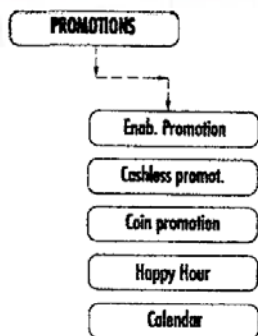 PROMOTIONS
Enab. Promotion
Cashless promot.
Coin promotion
Happy Hour
Calendar